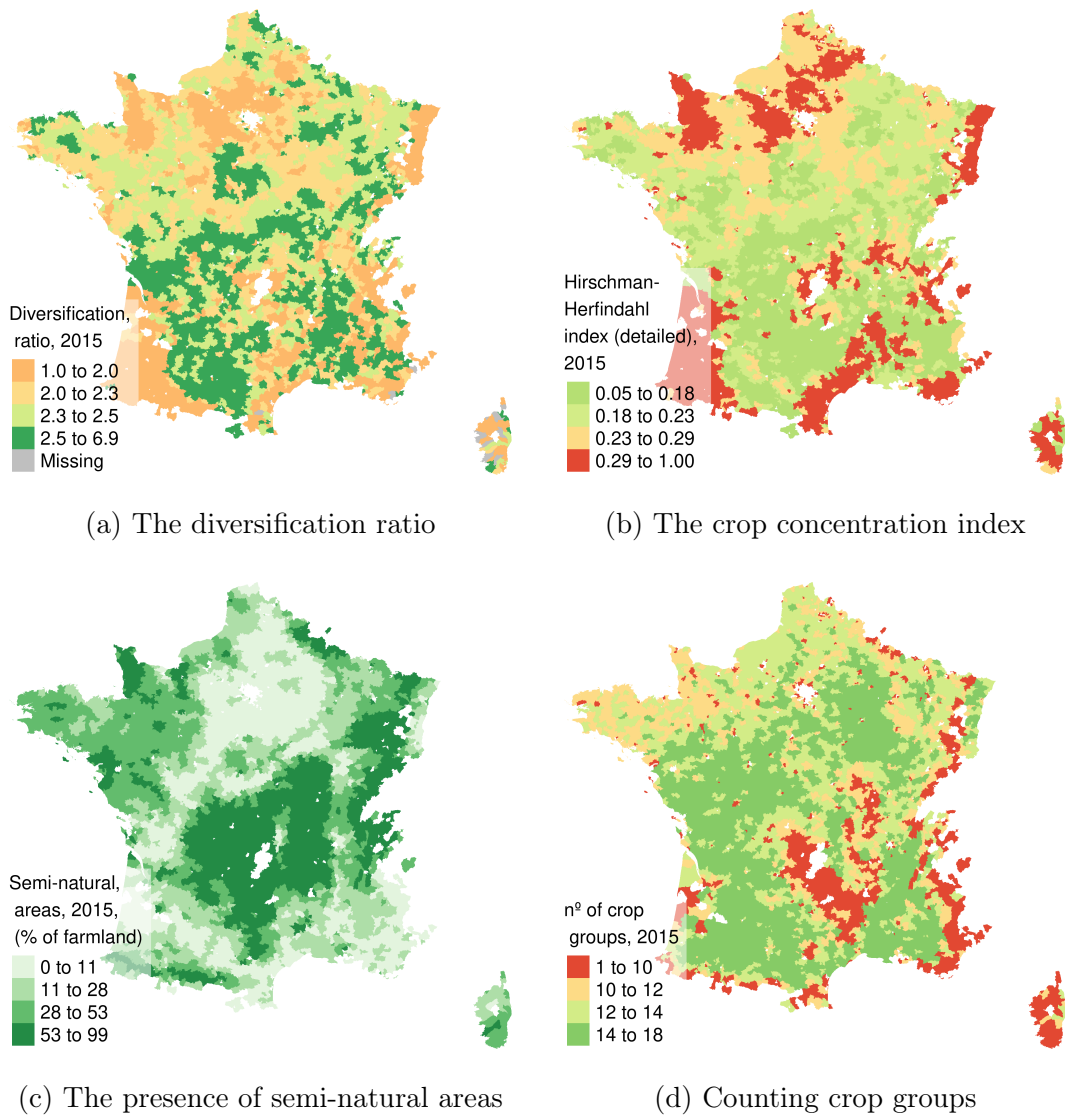 Diversification,
ratio, 2015
1.0 to 2.0
2.0 to 2.3
2.3 to 2.5
2.5 to 6.9
Missing
(a) The diversification ratio
Hirschman-
Herfindahl
index (detailed),
2015
0.05 to 0.18
0.18 to 0.23
0.23 to 0.29
0.29 to 1.00
(b) The crop concentration index
Semi-natural,
areas, 2015,
(% of farmland)
0 to 11
11 to 28
28 to 53
53 to 99
(c) The presence of semi-natural areas
nº of crop
groups, 2015
1 to 10
10 to 12
12 to 14
14 to 18
(d) Counting crop groups